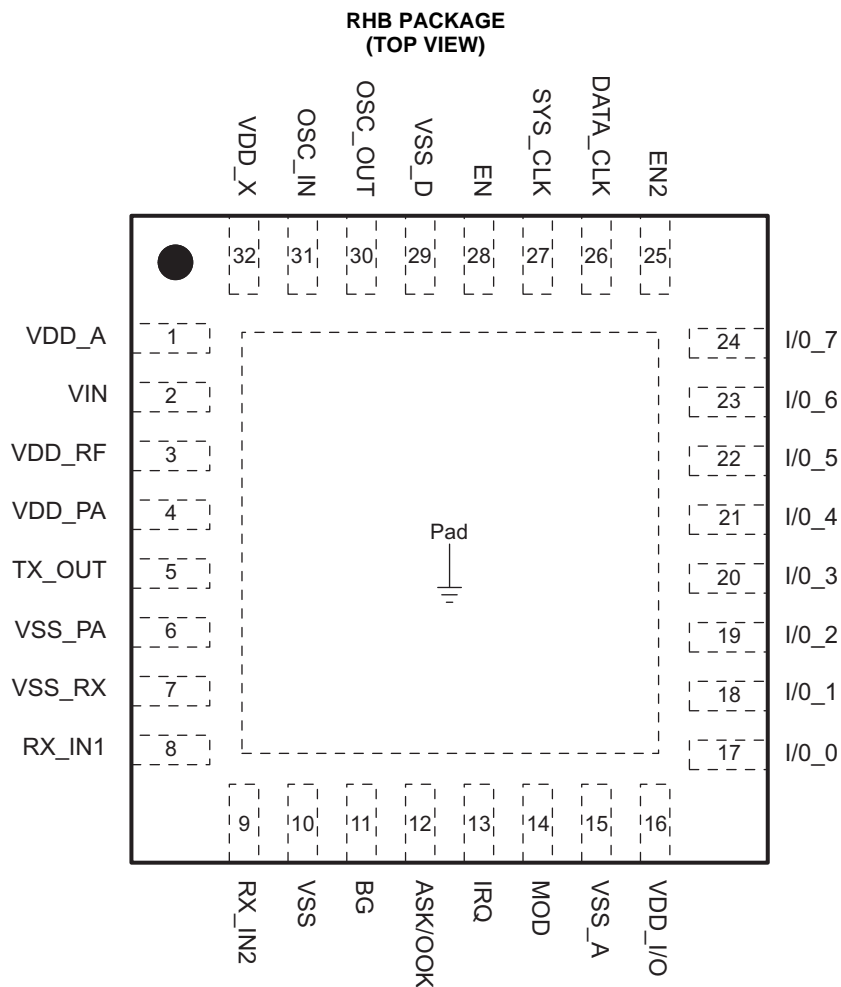 RHB PACKAGE
(TOP VIEW)
VDD_X
OSC_IN
OSC_OUT
VSS_D
EN
SYS_CLK
DATA_CLK
EN2
32
31
30
29
28
27
26
25
VDD_A 1
VIN 2
VDD_RF 3
VDD_PA 4
TX_OUT 5
VSS_PA 6
VSS_RX 7
RX_IN1 8
Pad
24 I/0_7
23 I/0_6
22 I/0_5
21 I/0_4
20 I/0_3
19 I/0_2
18 I/0_1
17 I/0_0
9
10
11
12
13
14
15
16
RX_IN2
VSS
BG
ASK/OOK
IRQ
MOD
VSS_A
VDD_I/O